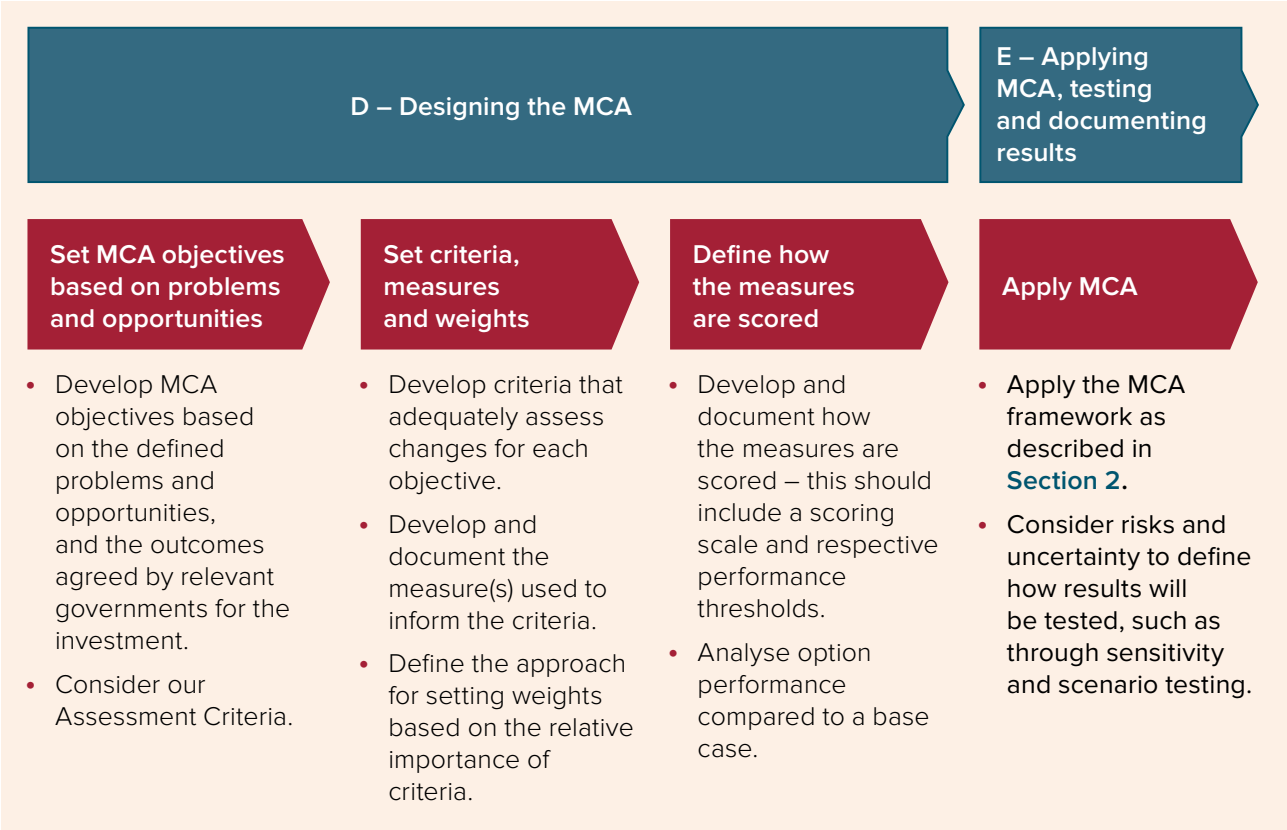 D – Designing the MCA
E – Applying
MCA, testing
and documenting
results
Set MCA objectives
based on problems
and opportunities
• Develop MCA
objectives based
on the defined
problems and
opportunities,
and the outcomes
agreed by relevant
governments for the
investment.
• Consider our
Assessment Criteria.
Set criteria,
measures
and weights
• Develop criteria that
adequately assess
changes for each
objective.
• Develop and
document the
measure(s) used to
inform the criteria.
• Define the approach
for setting weights
based on the relative
importance of
criteria.
Define how
the measures
are scored
• Develop and
document how
the measures are
scored – this should
include a scoring
scale and respective
performance
thresholds.
• Analyse option
performance
compared to a base
case.
Apply MCA
• Apply the MCA
framework as
described in
Section 2.
• Consider risks and
uncertainty to define
how results will
be tested, such as
through sensitivity
and scenario testing.